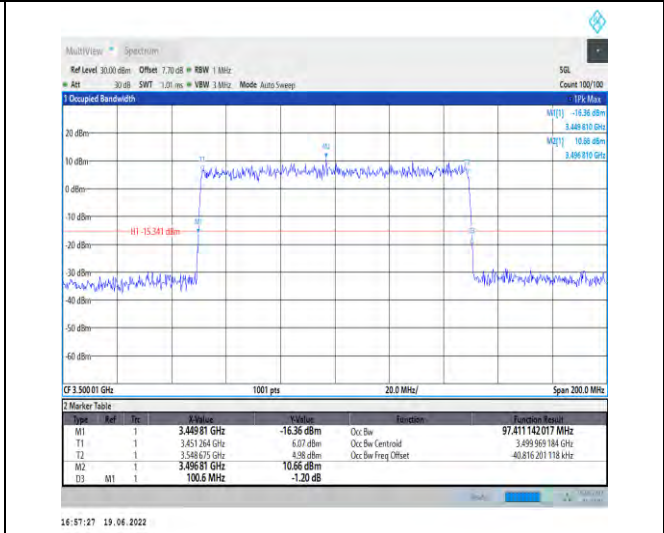 MultiView Spectrum
Ref Level 30.00 dBm Offset 7.70 dB RBW 1 MHz SGL
Att 30 dB SWT 1.01 ms VBW 3 MHz Mode Auto Sweep Count 100/100
1 Occupied Bandwidth 1Pk Max
M1[1] -16.36 dBm
3.449 810 GHz
20 dBm
M2[1] 10.66 dBm
3.496 810 GHz
M2
10 dBm
T1
0 dBm
-10 dBm
M1
H1 -15.341 dBm
-20 dBm
-30 dBm
-40 dBm
-50 dBm
-60 dBm
CF 3.500 01 GHz 1001 pts 20.0 MHz/ Span 200.0 MHz
2 Marker Table
Type Ref Trc X-Value Y-Value Function Function Result
M1 1 3.449 81 GHz -16.36 dBm Occ Bw 97.411 142 017 MHz
T1 1 3.451 264 GHz 6.07 dBm Occ Bw Centroid 3.499 969 184 GHz
T2 1 3.548 675 GHz 4.98 dBm Occ Bw Freq Offset -40.816 201 118 kHz
M2 1 3.496 81 GHz 10.66 dBm
D3 M1 1 100.6 MHz -1.20 dB
16:57:27 19.06.2022